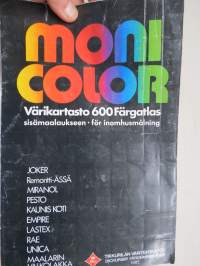 MONI
COLOR
Värikartasto 600 Färgatlas
sisämaalaukseen · för inomhusmålning
JOKER
Remontti-ÄSSÄ
MIRANOL
PESTO
KAUNIS KOTI
EMPIRE
LASTEX
RAE
UNICA
MAALARIN